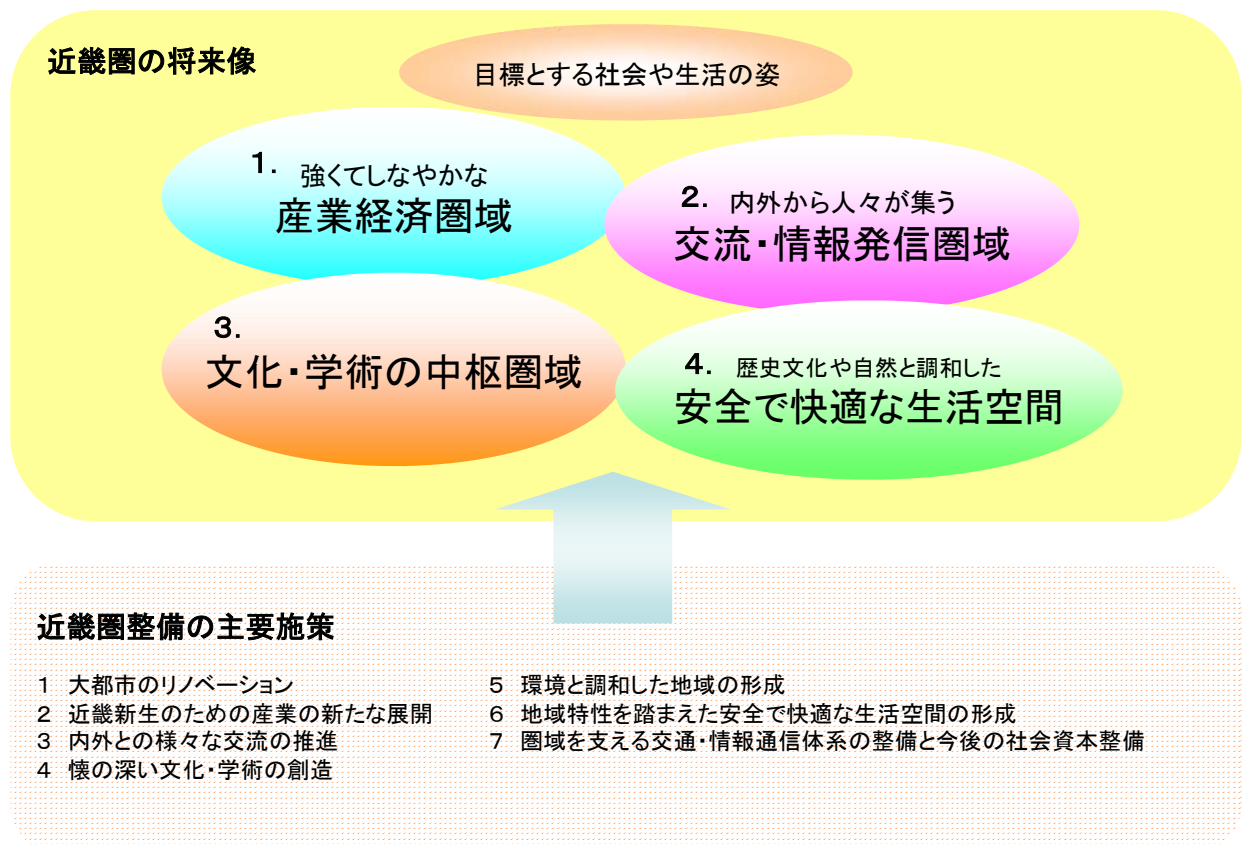 近畿圏の将来像
目標とする社会や生活の姿
１．強くてしなやかな
産業経済圏域
２．内外から人々が集う
交流・情報発信圏域
３．
文化・学術の中枢圏域
４．歴史文化や自然と調和した
安全で快適な生活空間
近畿圏整備の主要施策
１　大都市のリノベーション
２　近畿新生のための産業の新たな展開
３　内外との様々な交流の推進
４　懐の深い文化・学術の創造
５　環境と調和した地域の形成
６　地域特性を踏まえた安全で快適な生活空間の形成
７　圏域を支える交通・情報通信体系の整備と今後の社会資本整備